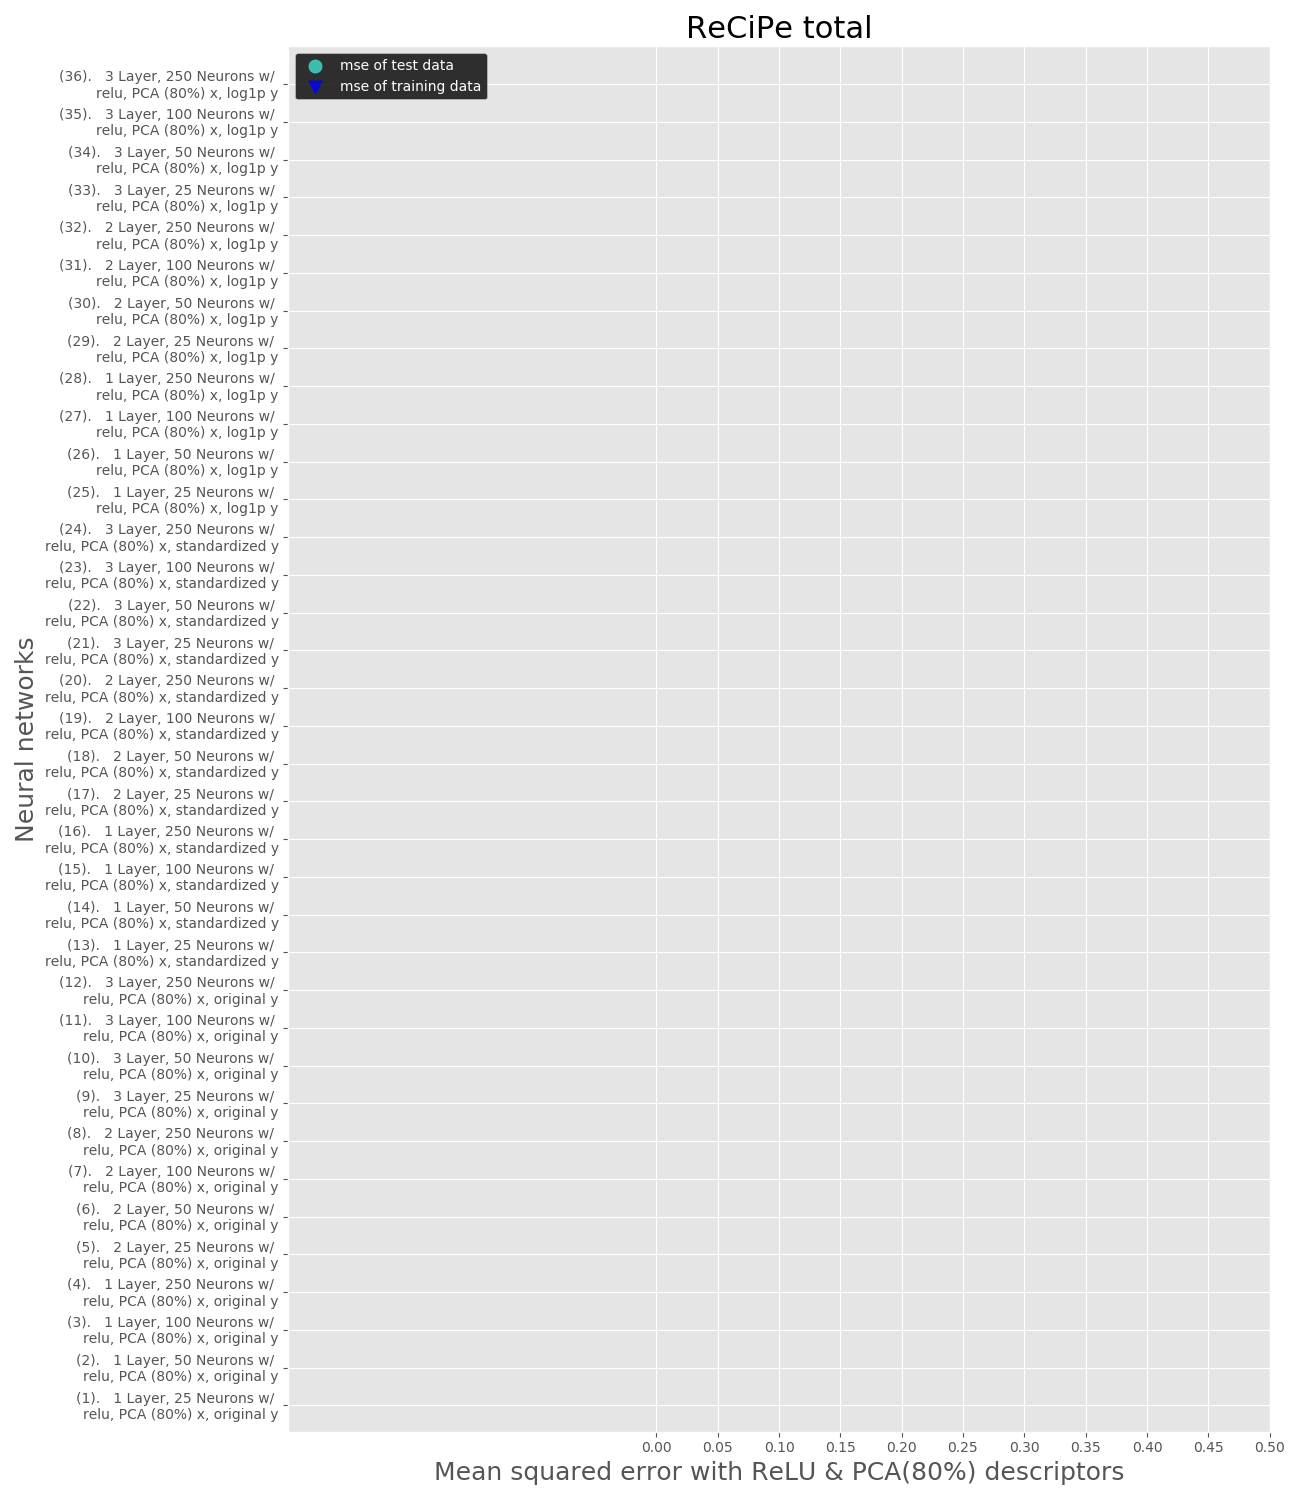 ReCiPe total
mse of test data
mse of training data
(36).   3 Layer, 250 Neurons w/
relu, PCA (80%) x, log1p y
(35).   3 Layer, 100 Neurons w/
relu, PCA (80%) x, log1p y
(34).   3 Layer, 50 Neurons w/
relu, PCA (80%) x, log1p y
(33).   3 Layer, 25 Neurons w/
relu, PCA (80%) x, log1p y
(32).   2 Layer, 250 Neurons w/
relu, PCA (80%) x, log1p y
(31).   2 Layer, 100 Neurons w/
relu, PCA (80%) x, log1p y
(30).   2 Layer, 50 Neurons w/
relu, PCA (80%) x, log1p y
(29).   2 Layer, 25 Neurons w/
relu, PCA (80%) x, log1p y
(28).   1 Layer, 250 Neurons w/
relu, PCA (80%) x, log1p y
(27).   1 Layer, 100 Neurons w/
relu, PCA (80%) x, log1p y
(26).   1 Layer, 50 Neurons w/
relu, PCA (80%) x, log1p y
(25).   1 Layer, 25 Neurons w/
relu, PCA (80%) x, log1p y
(24).   3 Layer, 250 Neurons w/
relu, PCA (80%) x, standardized y
(23).   3 Layer, 100 Neurons w/
relu, PCA (80%) x, standardized y
(22).   3 Layer, 50 Neurons w/
relu, PCA (80%) x, standardized y
(21).   3 Layer, 25 Neurons w/
relu, PCA (80%) x, standardized y
(20).   2 Layer, 250 Neurons w/
relu, PCA (80%) x, standardized y
(19).   2 Layer, 100 Neurons w/
relu, PCA (80%) x, standardized y
(18).   2 Layer, 50 Neurons w/
relu, PCA (80%) x, standardized y
(17).   2 Layer, 25 Neurons w/
relu, PCA (80%) x, standardized y
(16).   1 Layer, 250 Neurons w/
relu, PCA (80%) x, standardized y
(15).   1 Layer, 100 Neurons w/
relu, PCA (80%) x, standardized y
(14).   1 Layer, 50 Neurons w/
relu, PCA (80%) x, standardized y
(13).   1 Layer, 25 Neurons w/
relu, PCA (80%) x, standardized y
(12).   3 Layer, 250 Neurons w/
relu, PCA (80%) x, original y
(11).   3 Layer, 100 Neurons w/
relu, PCA (80%) x, original y
(10).   3 Layer, 50 Neurons w/
relu, PCA (80%) x, original y
(9).   3 Layer, 25 Neurons w/
relu, PCA (80%) x, original y
(8).   2 Layer, 250 Neurons w/
relu, PCA (80%) x, original y
(7).   2 Layer, 100 Neurons w/
relu, PCA (80%) x, original y
(6).   2 Layer, 50 Neurons w/
relu, PCA (80%) x, original y
(5).   2 Layer, 25 Neurons w/
relu, PCA (80%) x, original y
(4).   1 Layer, 250 Neurons w/
relu, PCA (80%) x, original y
(3).   1 Layer, 100 Neurons w/
relu, PCA (80%) x, original y
(2).   1 Layer, 50 Neurons w/
relu, PCA (80%) x, original y
(1).   1 Layer, 25 Neurons w/
relu, PCA (80%) x, original y
Neural networks
0.00 0.05 0.10 0.15 0.20 0.25 0.30 0.35 0.40 0.45 0.50
Mean squared error with ReLU & PCA(80%) descriptors